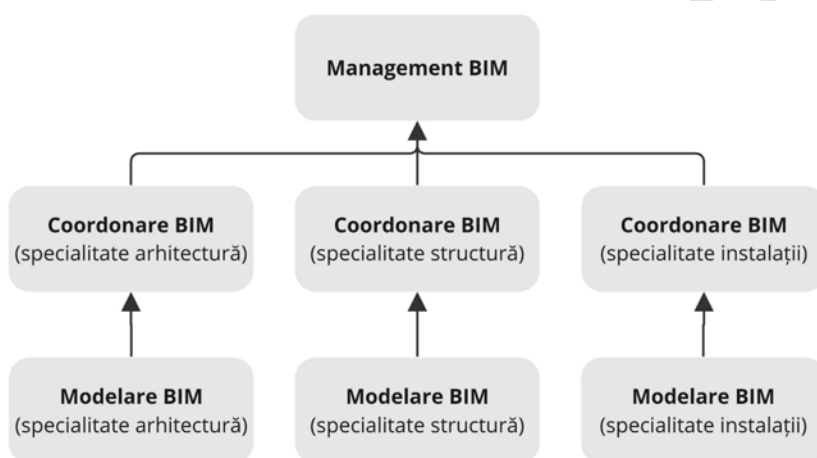 Management BIM
Coordonare BIM
(specialitate arhitectură)
Coordonare BIM
(specialitate structură)
Coordonare BIM
(specialitate instalații)
Modelare BIM
(specialitate arhitectură)
Modelare BIM
(specialitate structură)
Modelare BIM
(specialitate instalații)